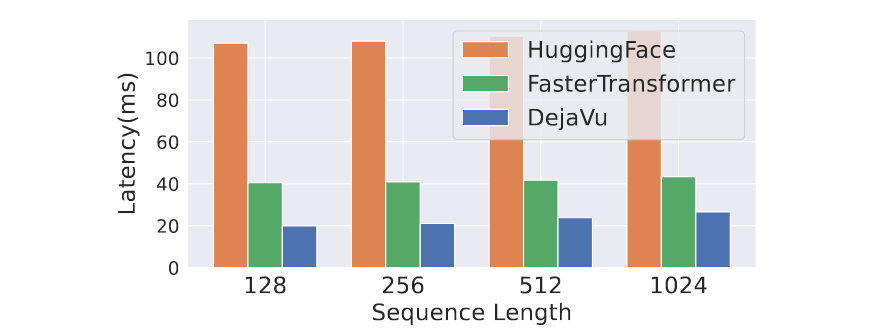 Latency(ms)
100
80
60
40
20
0
HuggingFace
FasterTransformer
DejaVu
128 256 512 1024
Sequence Length